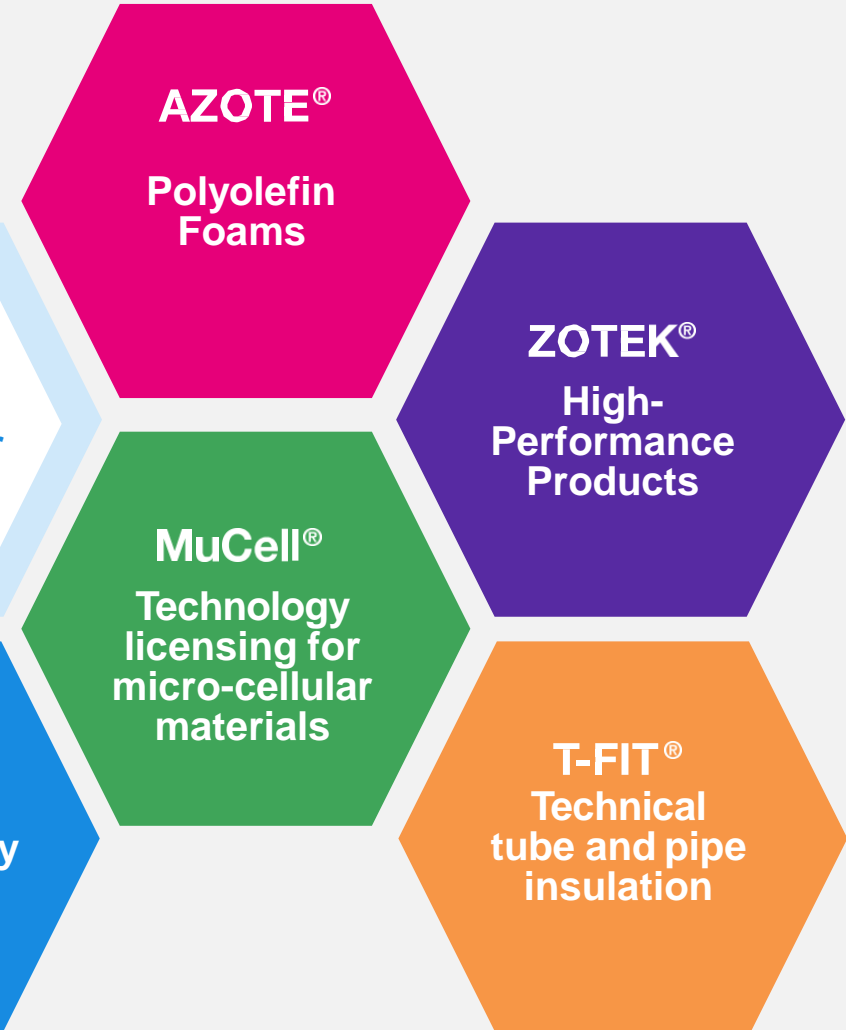 AZOTE®
Polyolefin
Foams
ZOTEK®
High-
Performance
Products
MuCell®
Technology
licensing for
micro-cellular
materials
T-FIT®
Technical
tube and pipe
insulation
y